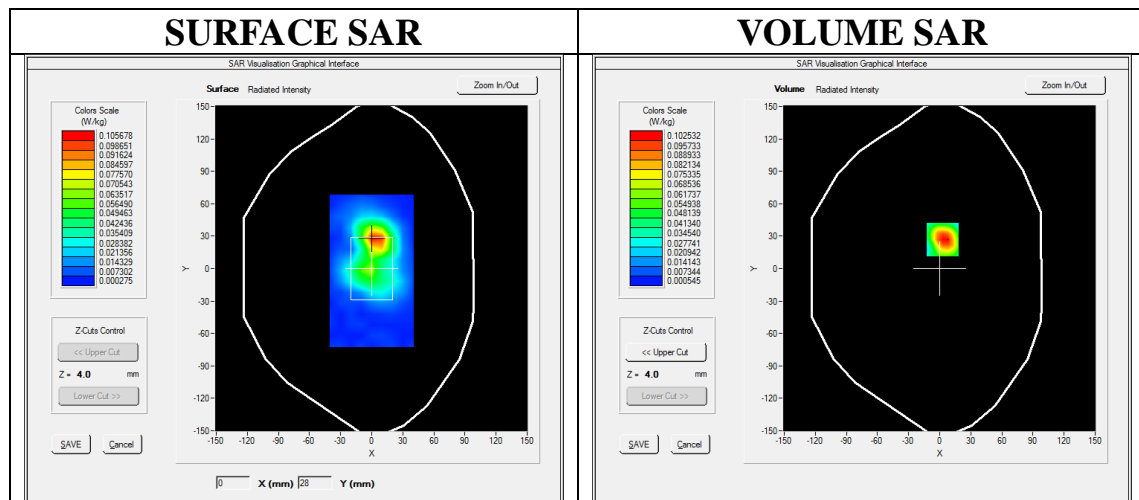 SURFACE SAR
VOLUME SAR
SAR Visualisation Graphical Interface
Surface Radiated Intensity
Zoom In/Out
Colors Scale
(W/kg)
0.105678
0.098651
0.091624
0.084597
0.077570
0.070543
0.063517
0.056490
0.049463
0.042436
0.035409
0.028382
0.021356
0.014329
0.007302
0.000275
Z-Cuts Control
<< Upper Cut
Z = 4.0 mm
Lower Cut >>
SAVE Cancel
150
120
90
60
30
0
-30
-60
-90
-120
-150
Y
-150 -120 -90 -60 -30 0 30 60 90 120 150
X
0 X (mm) 28 Y (mm)
SAR Visualisation Graphical Interface
Volume Radiated Intensity
Zoom In/Out
Colors Scale
(W/kg)
0.102532
0.095733
0.088933
0.082134
0.075335
0.068536
0.061737
0.054938
0.048139
0.041340
0.034540
0.027741
0.020942
0.014143
0.007344
0.000545
Z-Cuts Control
<< Upper Cut
Z = 4.0 mm
Lower Cut >>
SAVE Cancel
150
120
90
60
30
0
-30
-60
-90
-120
-150
Y
-150 -120 -90 -60 -30 0 30 60 90 120 150
X